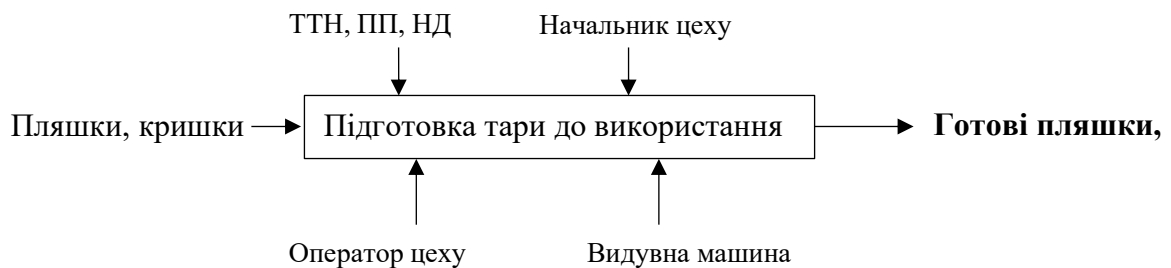 ТТН, ПП, НД
Начальник цеху
Пляшки, кришки
Підготовка тари до використання
Готові пляшки,
Оператор цеху
Видувна машина